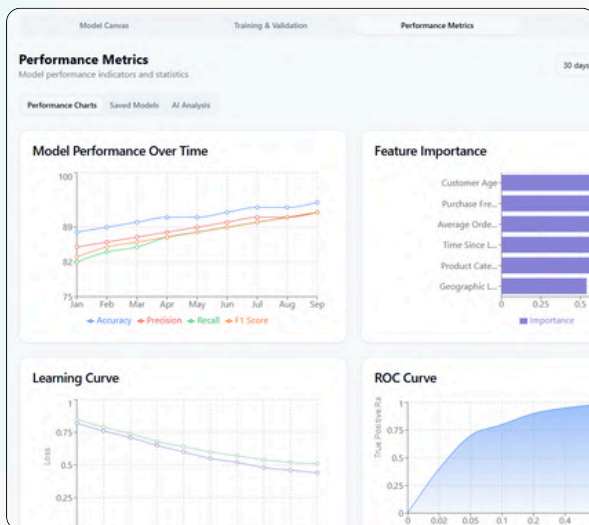 Model Canvas
Training & Validation
Performance Metrics
Performance Metrics
Model performance indicators and statistics
30 days
Performance Charts
Saved Models
AI Analysis
Model Performance Over Time
100
89
82
75
Jan Feb Mar Apr May Jun Jul Aug Sep
Accuracy Precision Recall F1 Score
Feature Importance
Customer Age
Purchase Fre...
Average Orde...
Time Since L...
Product Cate...
Geographic L...
0 0.25 0.5
Importance
Learning Curve
1
0.75
0.5
0.25
Loss
ROC Curve
True Positive Ra
1
0.75
0.5
0.25
0
0 0.02 0.05 0.1 0.2 0.4